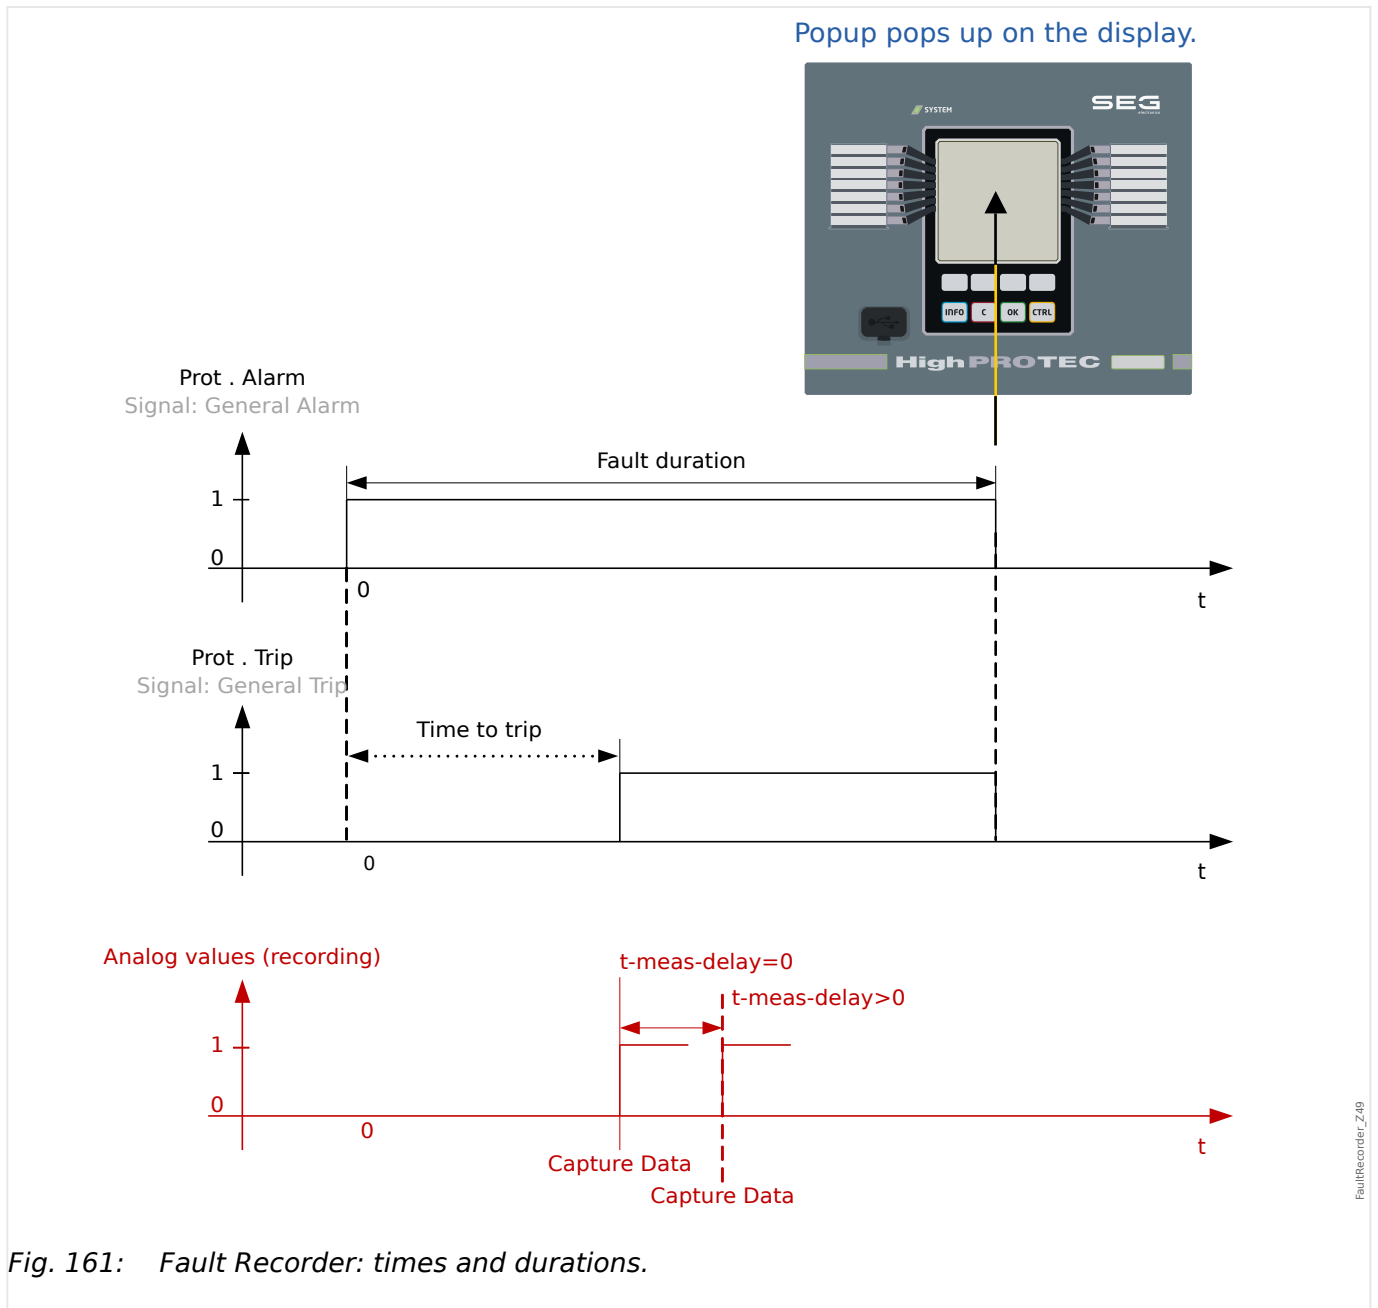 Popup pops up on the display.
SYSTEM
SEG
electronics
INFO C OK CTRL
HighPROTEC
Prot . Alarm
Signal: General Alarm
Fault duration
1
0
0
t
Prot . Trip
Signal: General Trip
Time to trip
1
0
0
t
Analog values (recording)
t-meas-delay=0
t-meas-delay>0
1
0
0
t
Capture Data
Capture Data
FaultRecorder_Z49
Fig. 161: Fault Recorder: times and durations.